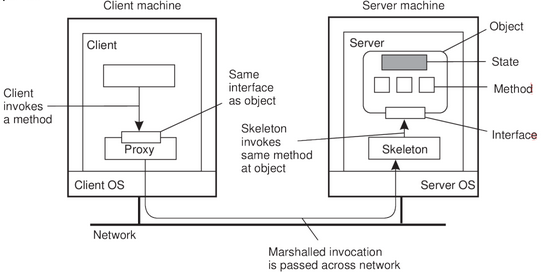 Client machine
Server machine
Object
Client
Server
State
Client
invokes
a method
Same
interface
as object
Method
Skeleton
invokes
same method
at object
Interface
Proxy
Skeleton
Client OS
Server OS
Network
Marshalled invocation
is passed across network